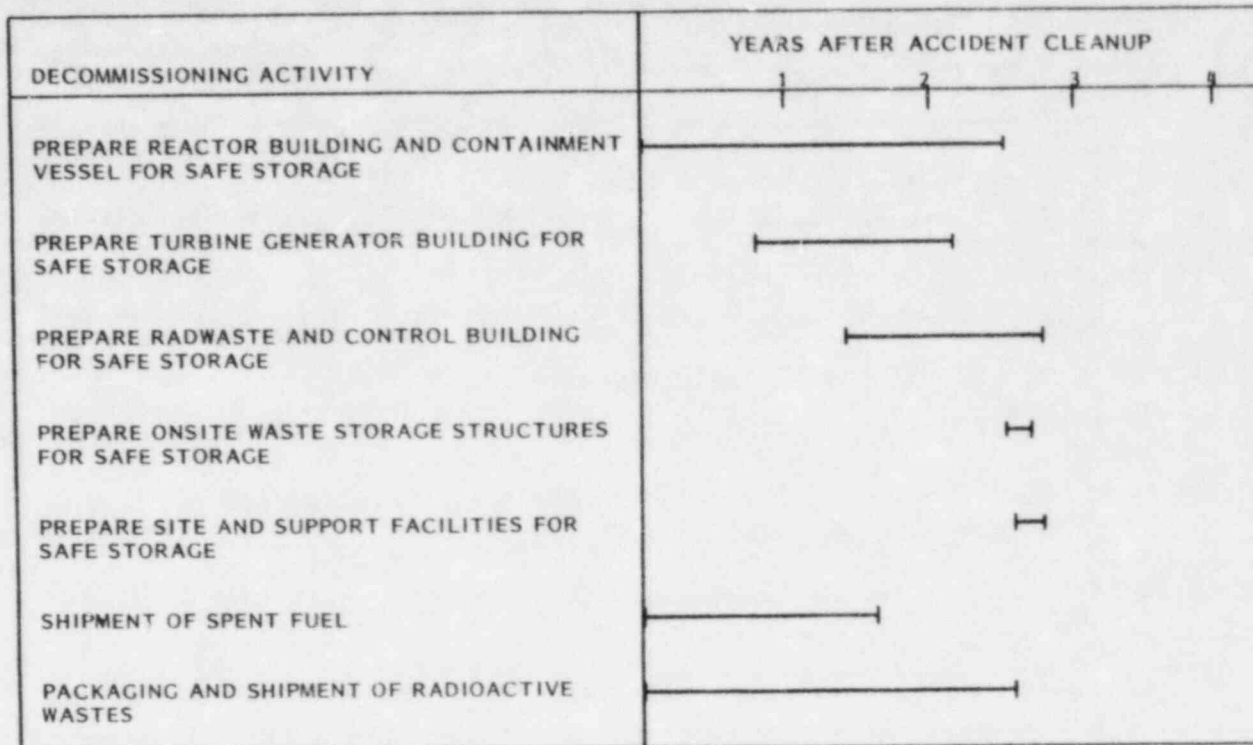 YEARS AFTER ACCIDENT CLEANUP
DECOMMISSIONING ACTIVITY
1 2 3 4
PREPARE REACTOR BUILDING AND CONTAINMENT
VESSEL FOR SAFE STORAGE
PREPARE TURBINE GENERATOR BUILDING FOR
SAFE STORAGE
PREPARE RADWASTE AND CONTROL BUILDING
FOR SAFE STORAGE
PREPARE ONSITE WASTE STORAGE STRUCTURES
FOR SAFE STORAGE
PREPARE SITE AND SUPPORT FACILITIES FOR
SAFE STORAGE
SHIPMENT OF SPENT FUEL
PACKAGING AND SHIPMENT OF RADIOACTIVE
WASTES